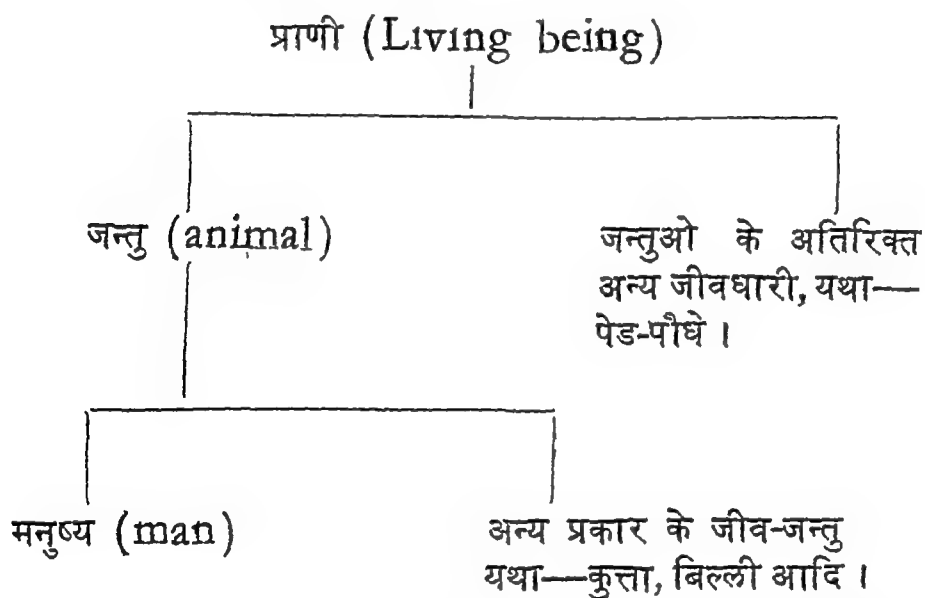 प्राणी (Living being)
जन्तु (animal)
जन्तुओ के अतिरिक्त
अन्य जीवधारी, यथा—
पेड-पौधे ।
मनुष्य (man)
अन्य प्रकार के जीव-जन्तु
यथा—कुत्ता, बिल्ली आदि ।